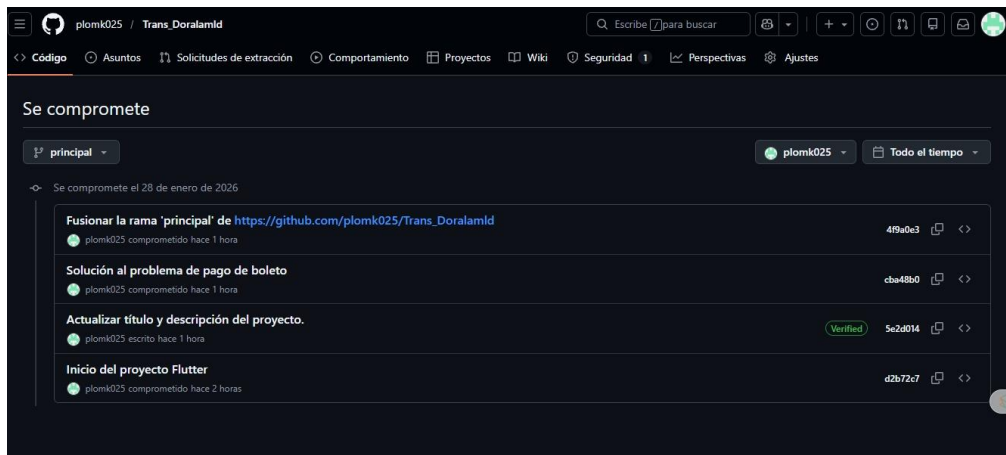 plomk025 / Trans_Doralamld
Escribe / para buscar
<> Código Asuntos Solicitudes de extracción Comportamiento Proyectos Wiki Seguridad 1 Perspectivas Ajustes
Se compromete
principal
plomk025 Todo el tiempo
Se compromete el 28 de enero de 2026
Fusionar la rama 'principal' de https://github.com/plomk025/Trans_Doralamld
plomk025 comprometido hace 1 hora
4f9a0e3
Solución al problema de pago de boleto
plomk025 comprometido hace 1 hora
cba48b0
Actualizar título y descripción del proyecto.
plomk025 escrito hace 1 hora
Verified 5e2d014
Inicio del proyecto Flutter
plomk025 comprometido hace 2 horas
d2b72c7